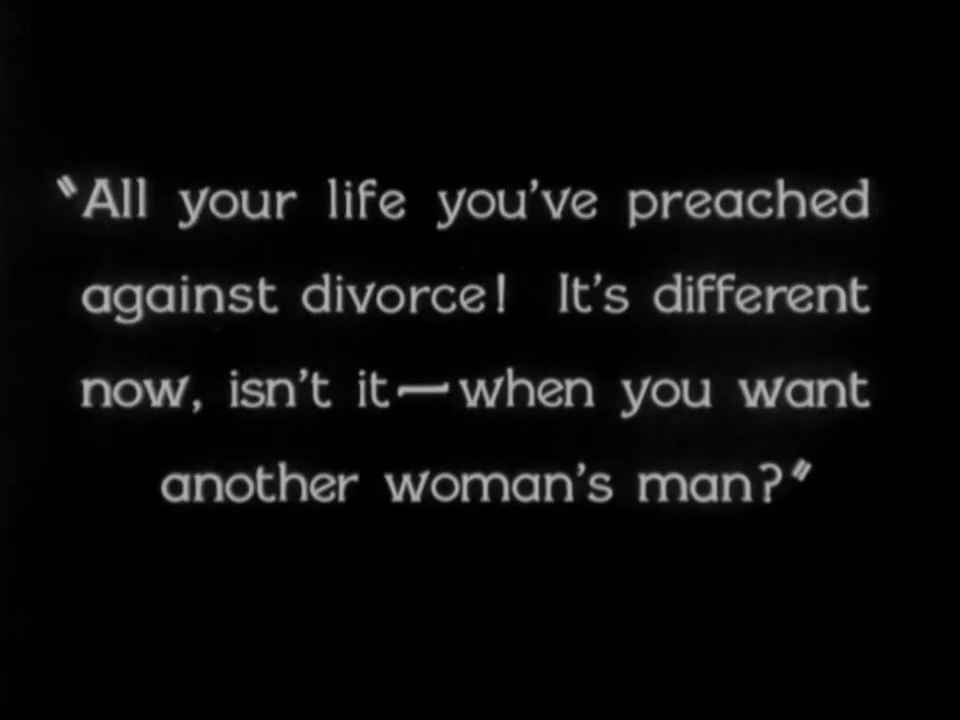 "All your life you've preached
against divorce! It's different
now, isn't it—when you want
another woman's man?"